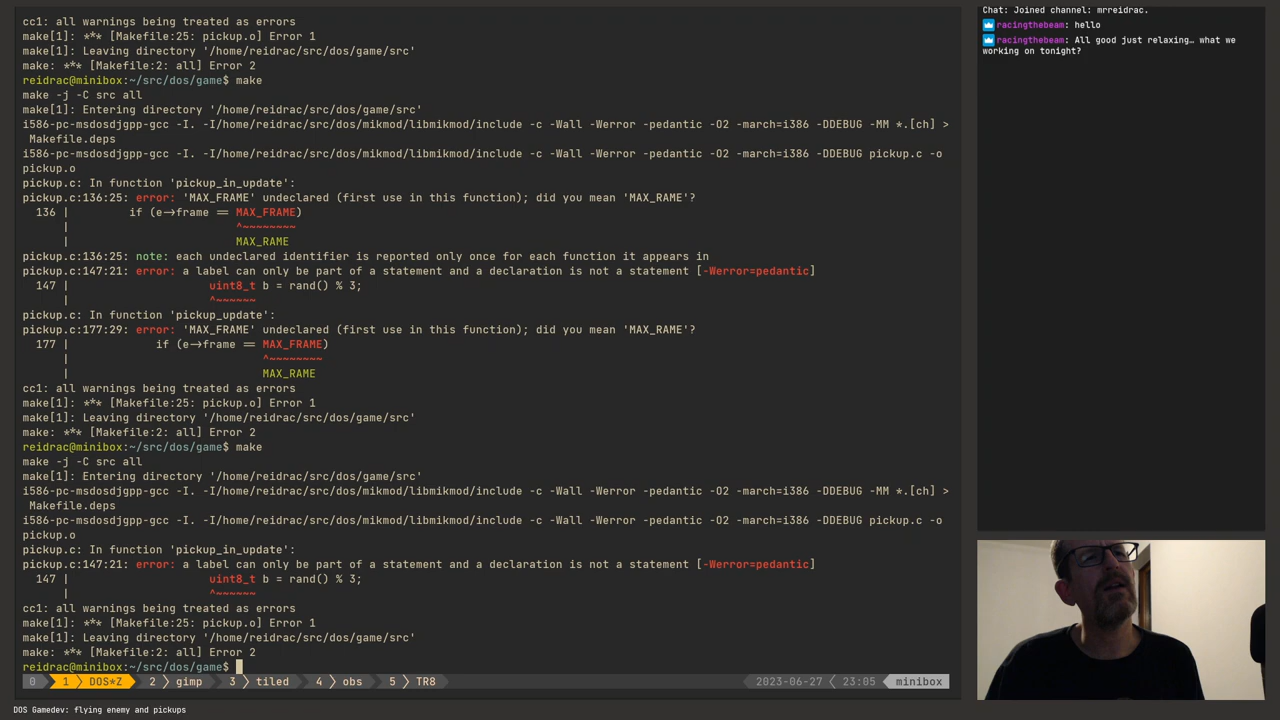 cc1: all warnings being treated as errors
make[1]: *** [Makefile:25: pickup.o] Error 1
make[1]: Leaving directory '/home/reidrac/src/dos/game/src'
make: *** [Makefile:2: all] Error 2
reidrac@minibox:~/src/dos/game$ make
make -j -C src all
make[1]: Entering directory '/home/reidrac/src/dos/game/src'
i586-pc-msdosdjgpp-gcc -I. -I/home/reidrac/src/dos/mikmod/libmikmod/include -c -Wall -Werror -pedantic -O2 -march=i386 -DDEBUG -MM *.[ch] >
Makefile.deps
i586-pc-msdosdjgpp-gcc -I. -I/home/reidrac/src/dos/mikmod/libmikmod/include -c -Wall -Werror -pedantic -O2 -march=i386 -DDEBUG pickup.c -o
pickup.o
pickup.c: In function 'pickup_in_update':
pickup.c:136:25: error: 'MAX_FRAME' undeclared (first use in this function); did you mean 'MAX_RAME'?
136 |         if (e->frame == MAX_FRAME)
|                         ^~~~~~~~~
|                         MAX_RAME
pickup.c:136:25: note: each undeclared identifier is reported only once for each function it appears in
pickup.c:147:21: error: a label can only be part of a statement and a declaration is not a statement [-Werror=pedantic]
147 |                     uint8_t b = rand() % 3;
|                     ^~~~~~~
pickup.c: In function 'pickup_update':
pickup.c:177:29: error: 'MAX_FRAME' undeclared (first use in this function); did you mean 'MAX_RAME'?
177 |             if (e->frame == MAX_FRAME)
|                             ^~~~~~~~~
|                             MAX_RAME
cc1: all warnings being treated as errors
make[1]: *** [Makefile:25: pickup.o] Error 1
make[1]: Leaving directory '/home/reidrac/src/dos/game/src'
make: *** [Makefile:2: all] Error 2
reidrac@minibox:~/src/dos/game$ make
make -j -C src all
make[1]: Entering directory '/home/reidrac/src/dos/game/src'
i586-pc-msdosdjgpp-gcc -I. -I/home/reidrac/src/dos/mikmod/libmikmod/include -c -Wall -Werror -pedantic -O2 -march=i386 -DDEBUG -MM *.[ch] >
Makefile.deps
i586-pc-msdosdjgpp-gcc -I. -I/home/reidrac/src/dos/mikmod/libmikmod/include -c -Wall -Werror -pedantic -O2 -march=i386 -DDEBUG pickup.c -o
pickup.o
pickup.c: In function 'pickup_in_update':
pickup.c:147:21: error: a label can only be part of a statement and a declaration is not a statement [-Werror=pedantic]
147 |                     uint8_t b = rand() % 3;
|                     ^~~~~~~
cc1: all warnings being treated as errors
make[1]: *** [Makefile:25: pickup.o] Error 1
make[1]: Leaving directory '/home/reidrac/src/dos/game/src'
make: *** [Makefile:2: all] Error 2
reidrac@minibox:~/src/dos/game$
0 1 DOS*Z 2 gimp 3 tiled 4 obs 5 TR8 2023-06-27 23:05 minibox
DOS Gamedev: flying enemy and pickups
Chat: Joined channel: mrreidrac.
racingthebeam: hello
racingthebeam: All good just relaxing… what we
working on tonight?